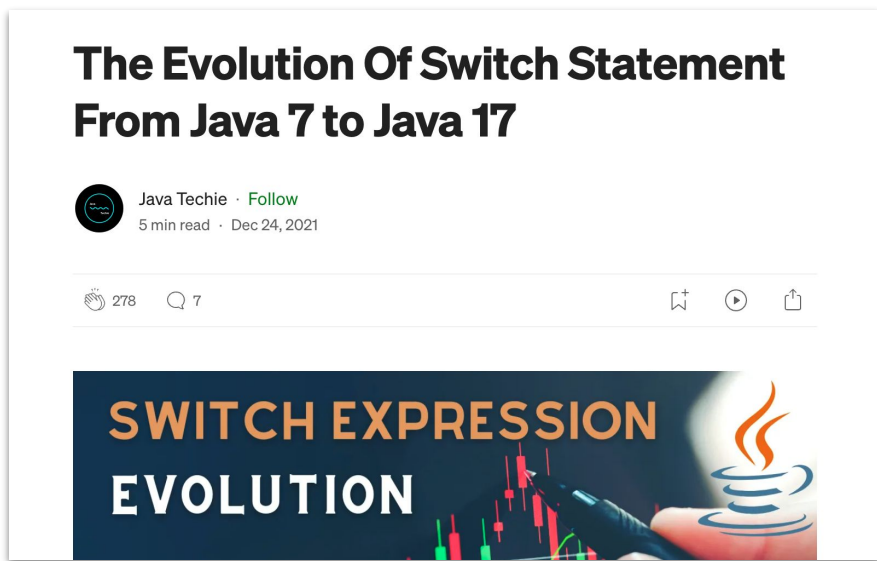 The Evolution Of Switch Statement
From Java 7 to Java 17
Java Techie · Follow
5 min read · Dec 24, 2021
278 7
SWITCH EXPRESSION
EVOLUTION